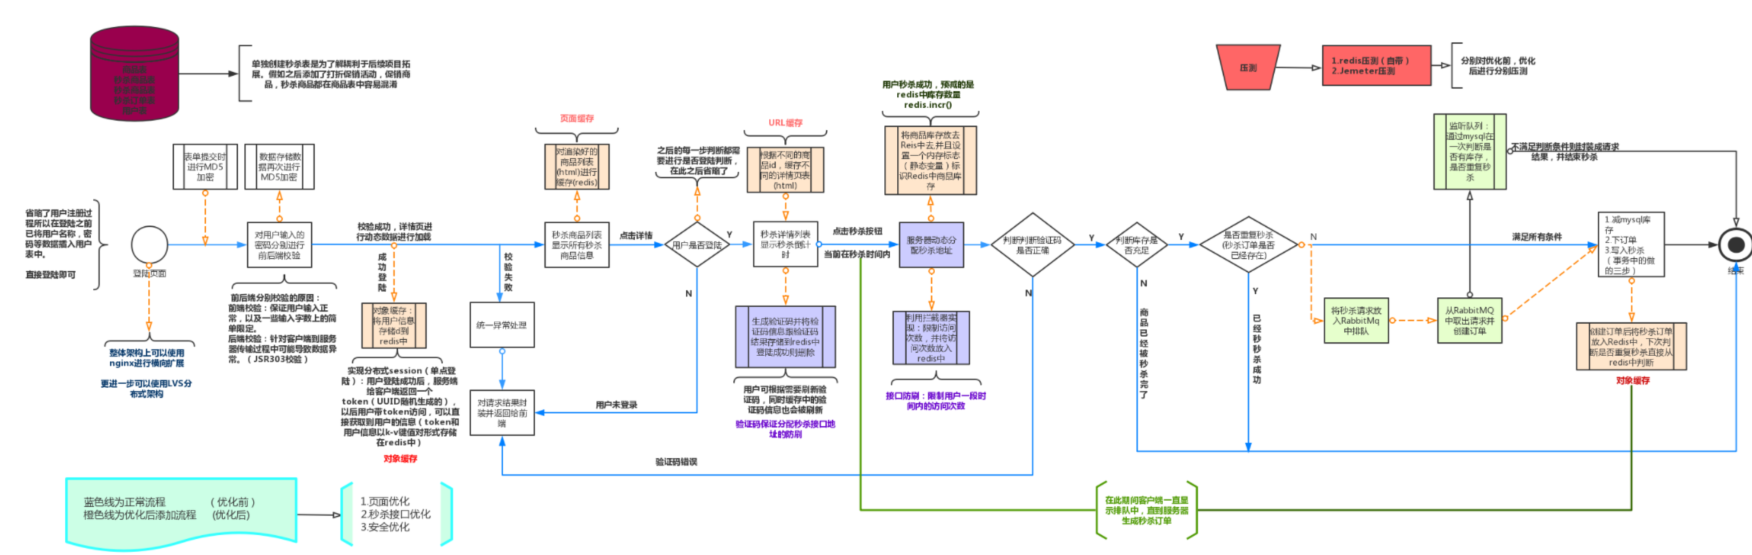 单独创建秒杀表是为了解耦利于后续项目拓
展。假如之后添加了打折促销活动，促销商
品，秒杀商品都在商品表中容易混淆
压测
1.redis压测（自带）
2.Jemeter压测
分别对优化前，优化
后进行分别压测
省略了用户注册过
程所以在登陆之前
已将用户名称，密
码等数据插入用户
表中。
直接登陆即可
登陆页面
整体架构上可以使用
nginx进行横向扩展
更进一步可以使用LVS分
布式架构
表单提交时
进行MD5
加密
数据存储数
据再次进行
MD5加密
对用户输入的
密码分别进行
前后端校验
前后端分别校验的原因：
前端校验：保证用户输入正
常，以及一些输入字数上的简
单限定。
后端校验：针对客户端到服务
器传输过程中可能导致数据异
常。（JSR303校验）
校验成功，详情页进
行动态数据进行加载
成功登陆
对象缓存：
将用户信息
存储d到
redis中
实现分布式session（单点登
陆）：用户登陆成功后，服务端
给客户端返回一个
token（UUID随机生成的），
以后用户带token访问，可以直
接获取到用户的信息（token和
用户信息以k-v键值对形式存储
在redis中）
对象缓存
校验失败
统一异常处理
对请求结果封
装并返回给前
端
页面缓存
对渲染好的
商品列表
(html)进行
缓存(redis)
秒杀商品列表
显示所有秒杀
商品信息
点击详情
之后的每一步判断都需
要进行是否登陆判断，
在此之后省略了
用户是否登陆
Y
N
用户未登录
URL缓存
根据不同的商
品id，缓存不
同的详情页表
(html)
秒杀详情列表
显示秒杀倒计
时
生成验证码并将验
证码信息跟验证码
结果存储到redis中
登陆成功则删除
用户可根据需要刷新验
证码，同时缓存中的验
证码信息也会被刷新
验证码保证分配秒杀接口地
址的防刷
点击秒杀按钮
当前在秒杀时间内
用户秒杀成功，预减的是
redis中库存数量
redis.incr()
将商品库存放去
Reis中去,并且设
置一个内存标志
（静态变量）标
识Redis中商品库
存
服务器动态分
配秒杀地址
利用拦截器实
现：限制访问
次数，并将访
问次数放入
redis中
接口防刷：限制用户一段时
间内的访问次数
判断判断验证码
是否正确
Y
N
验证码错误
判断库存是
否充足
Y
N
商品已经被秒杀完了
是否重复秒杀
(秒杀订单是否
已经存在)
N
Y
已经秒杀成功
满足所有条件
将秒杀请求放
入RabbitMq
中排队
从RabbitMQ
中取出请求并
创建订单
监听队列：
通过mysql在
一次判断是
否有库存，
是否重复秒
杀
不满足判断条件则封装成请求
结果，并结束秒杀
1.减mysql库
存
2.下订单
3.写入秒杀
（事务中的做
的三步）
结束
创建订单后将秒杀订单
放入Redis中，下次判
断是否重复秒杀直接从
redis中判断
对象缓存
在此期间客户端一直显
示排队中，直到服务器
生成秒杀订单
蓝色线为正常流程 （优化前）
橙色线为优化后添加流程 (优化后)
1.页面优化
2.秒杀接口优化
3.安全优化